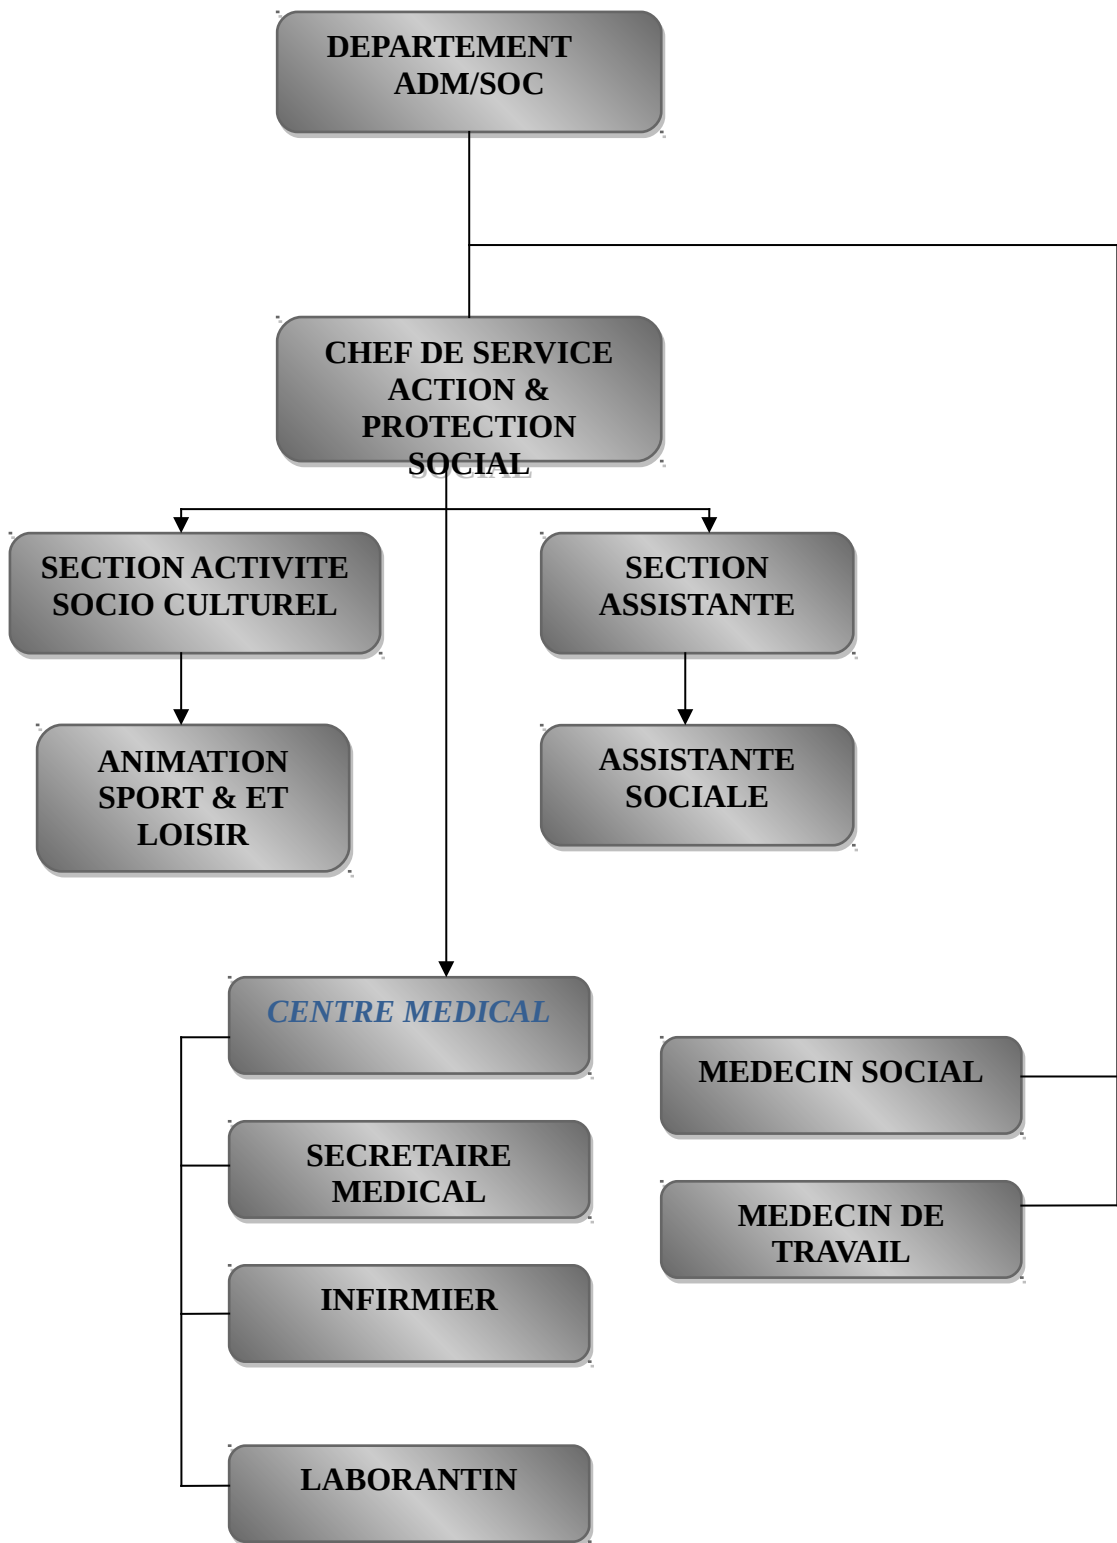 DEPARTEMENT
ADM/SOC
CHEF DE SERVICE
ACTION &
PROTECTION
SOCIAL
SECTION ACTIVITE
SOCIO CULTUREL
SECTION
ASSISTANTE
ANIMATION
SPORT & ET
LOISIR
ASSISTANTE
SOCIALE
CENTRE MEDICAL
MEDECIN SOCIAL
SECRETAIRE
MEDICAL
MEDECIN DE
TRAVAIL
INFIRMIER
LABORANTIN